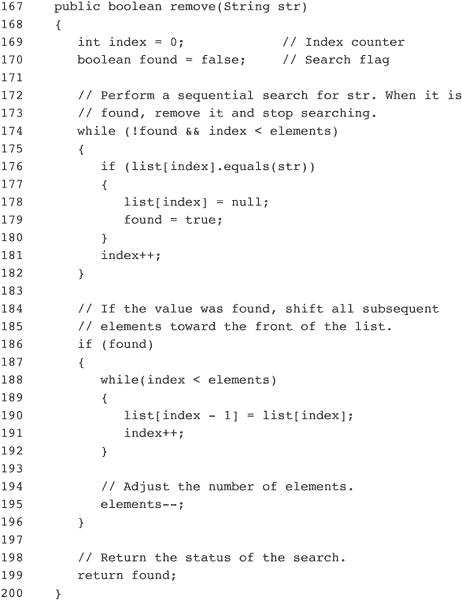 167    public boolean remove(String str)
168    {
169       int index = 0;            // Index counter
170       boolean found = false;    // Search flag
171
172       // Perform a sequential search for str. When it is
173       // found, remove it and stop searching.
174       while (!found && index < elements)
175       {
176          if (list[index].equals(str))
177          {
178             list[index] = null;
179             found = true;
180          }
181          index++;
182       }
183
184       // If the value was found, shift all subsequent
185       // elements toward the front of the list.
186       if (found)
187       {
188          while(index < elements)
189          {
190             list[index - 1] = list[index];
191             index++;
192          }
193
194          // Adjust the number of elements.
195          elements--;
196       }
197
198       // Return the status of the search.
199       return found;
200    }